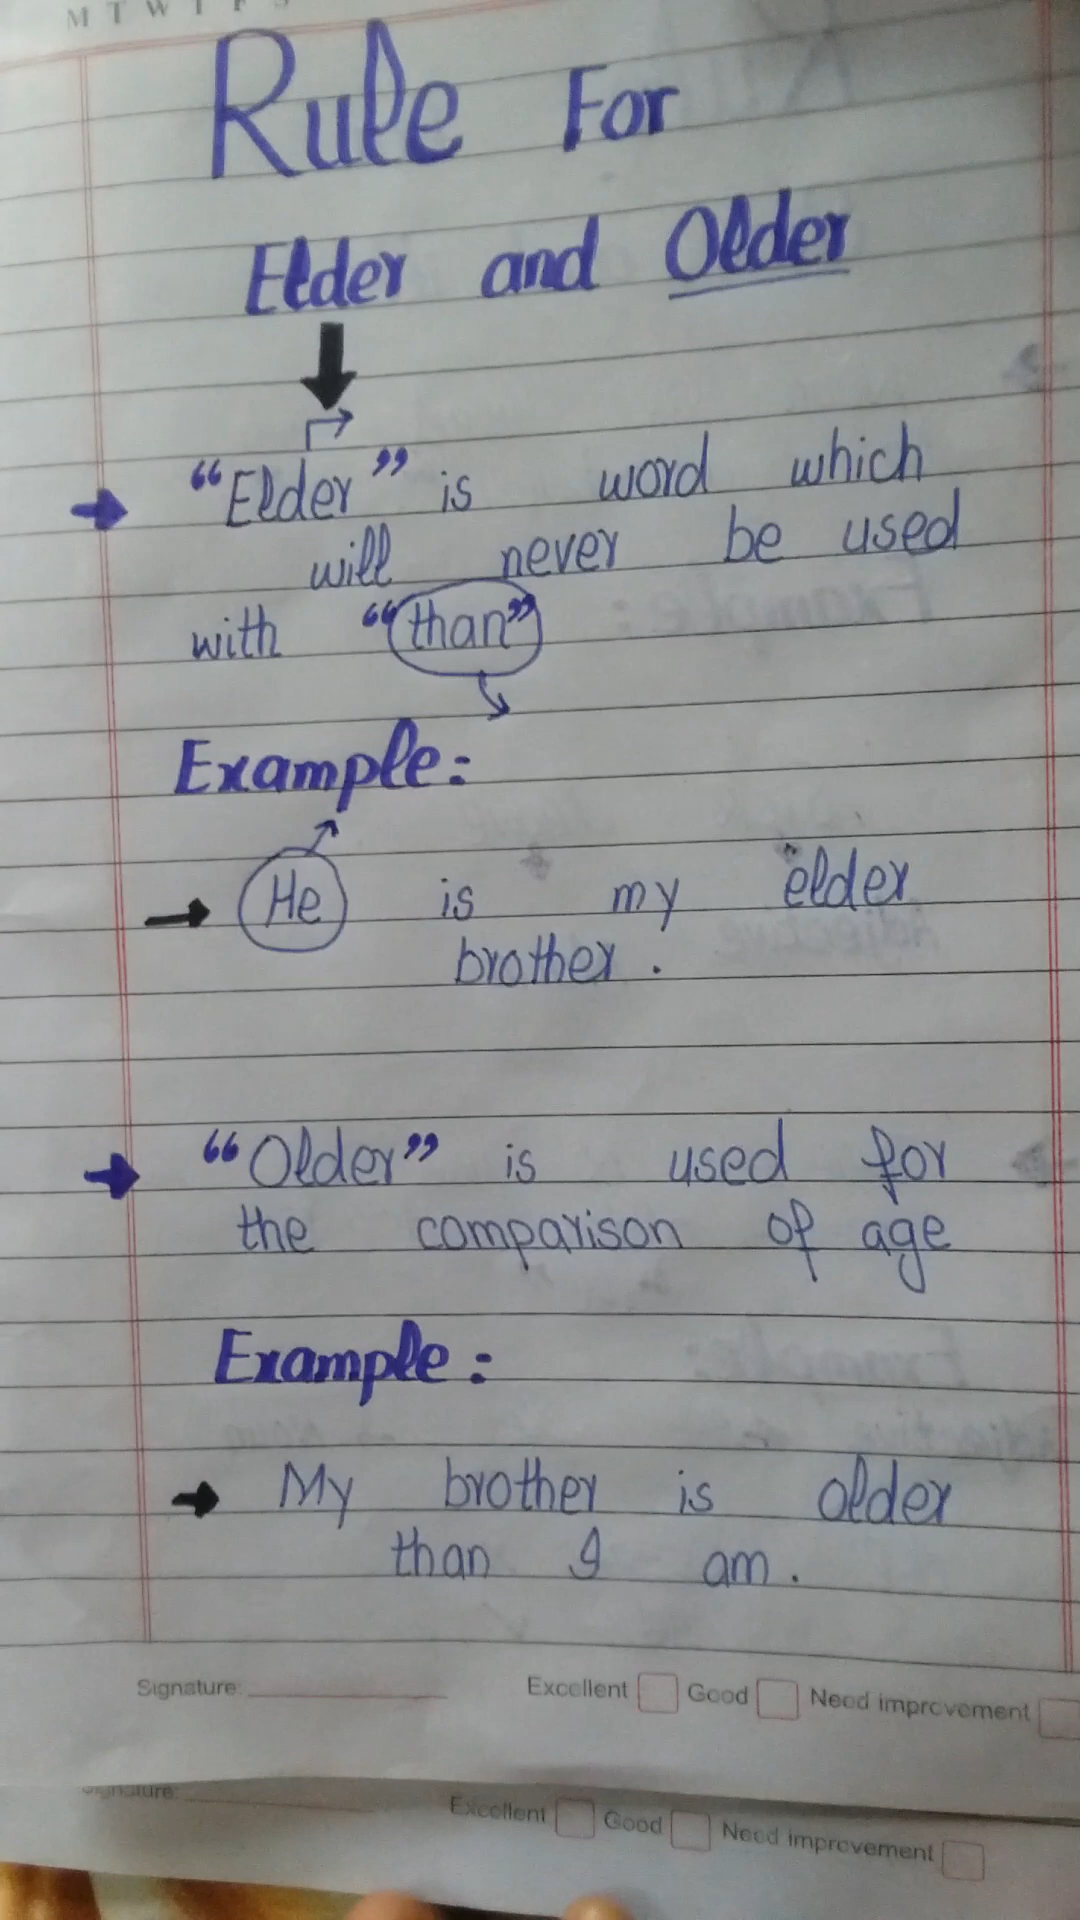 M T W T F S
Rule For
Elder and Older
“Elder” is word which
will never be used
with “than”
Example:
He is my elder
brother.
“Older” is used for
the comparison of age
Example:
My brother is older
than I am.
Signature: Excellent Good Need improvement
Signature: Excellent Good Need improvement